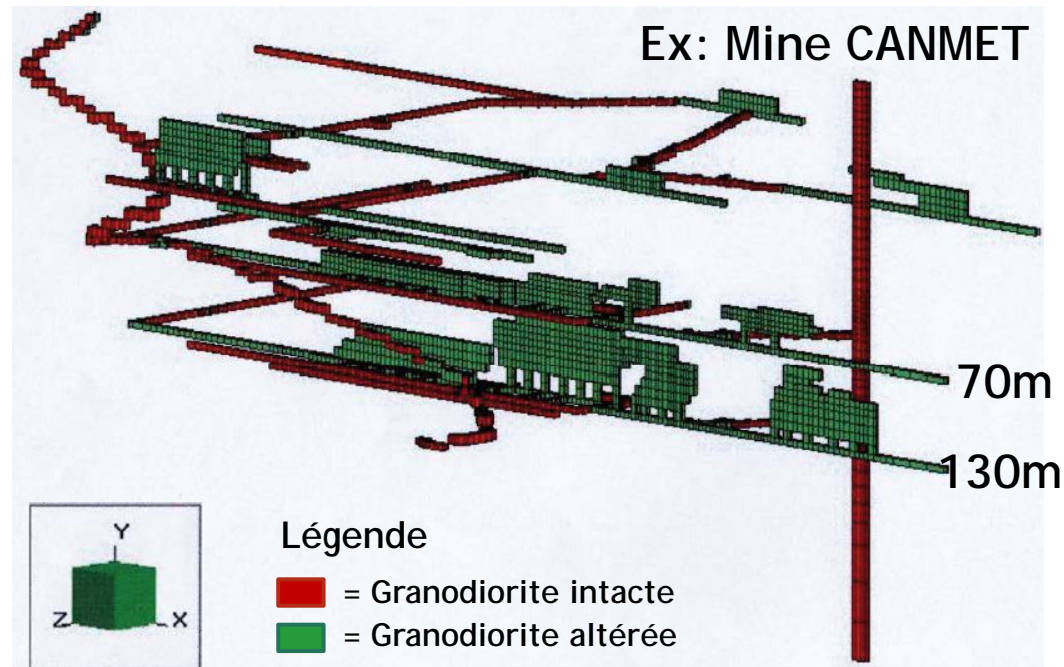 Ex: Mine CANMET
70m
130m
Y
Z
X
Légende
= Granodiorite intacte
= Granodiorite altérée